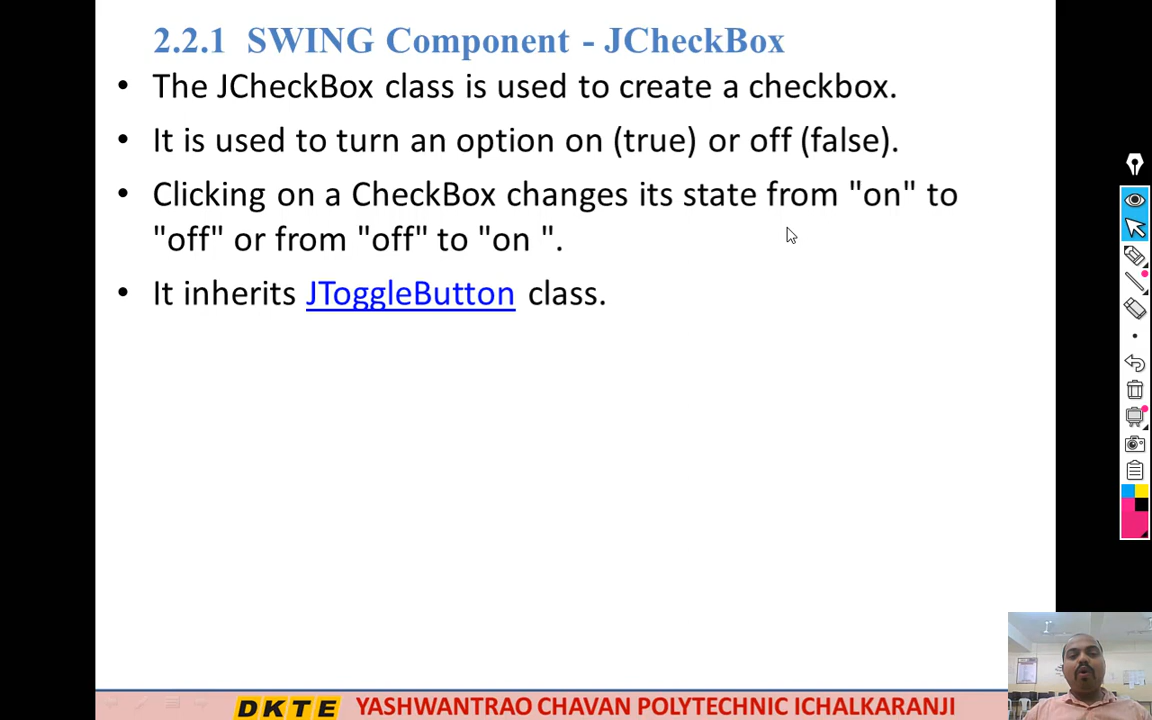 2.2.1 SWING Component - JCheckBox
• The JCheckBox class is used to create a checkbox.
• It is used to turn an option on (true) or off (false).
• Clicking on a CheckBox changes its state from "on" to
"off" or from "off" to "on ".
• It inherits JToggleButton class.
DKTE YASHWANTRAO CHAVAN POLYTECHNIC ICHALKARANJI